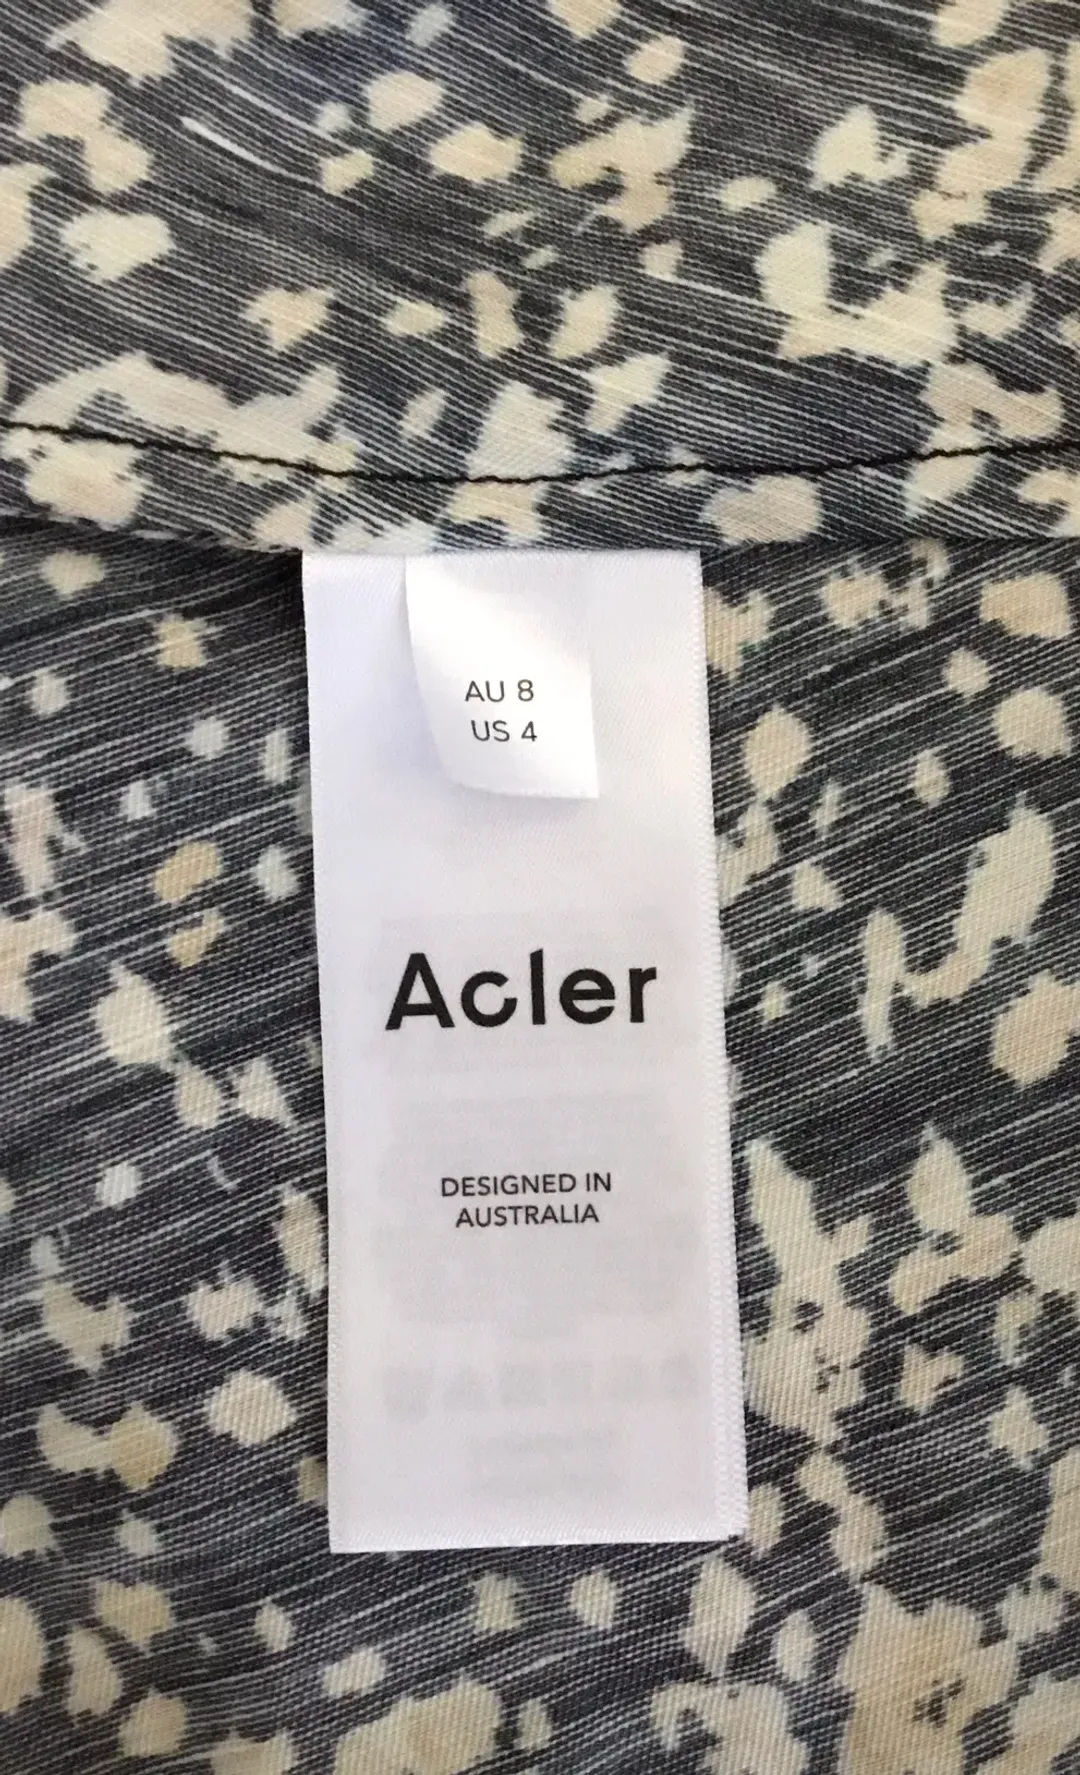 AU 8
US 4
Acler
DESIGNED IN
AUSTRALIA